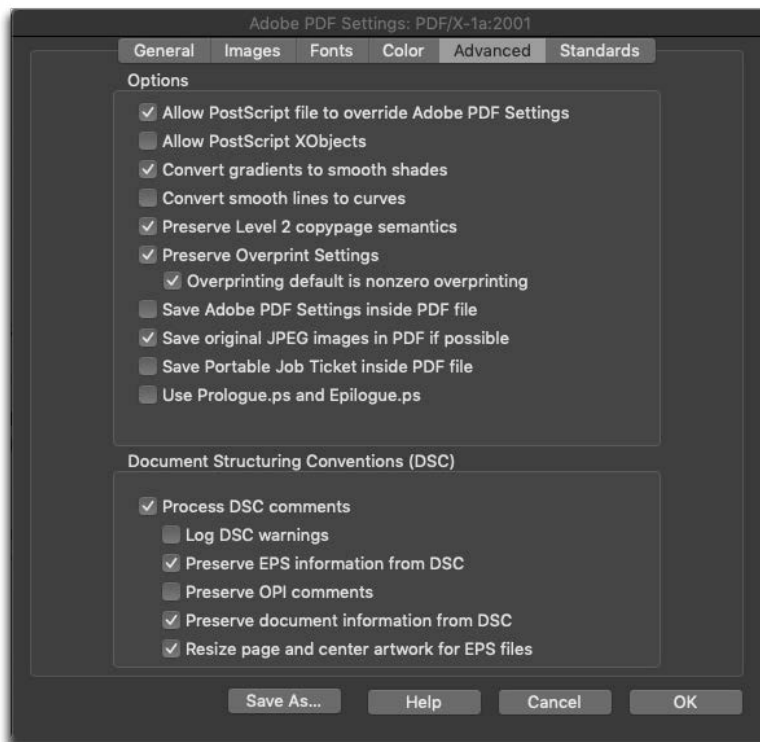 Adobe PDF Settings: PDF/X-1a:2001
General Images Fonts Color Advanced Standards
Options
Allow PostScript file to override Adobe PDF Settings
Allow PostScript XObjects
Convert gradients to smooth shades
Convert smooth lines to curves
Preserve Level 2 copypage semantics
Preserve Overprint Settings
Overprinting default is nonzero overprinting
Save Adobe PDF Settings inside PDF file
Save original JPEG images in PDF if possible
Save Portable Job Ticket inside PDF file
Use Prologue.ps and Epilogue.ps
Document Structuring Conventions (DSC)
Process DSC comments
Log DSC warnings
Preserve EPS information from DSC
Preserve OPI comments
Preserve document information from DSC
Resize page and center artwork for EPS files
Save As... Help Cancel OK